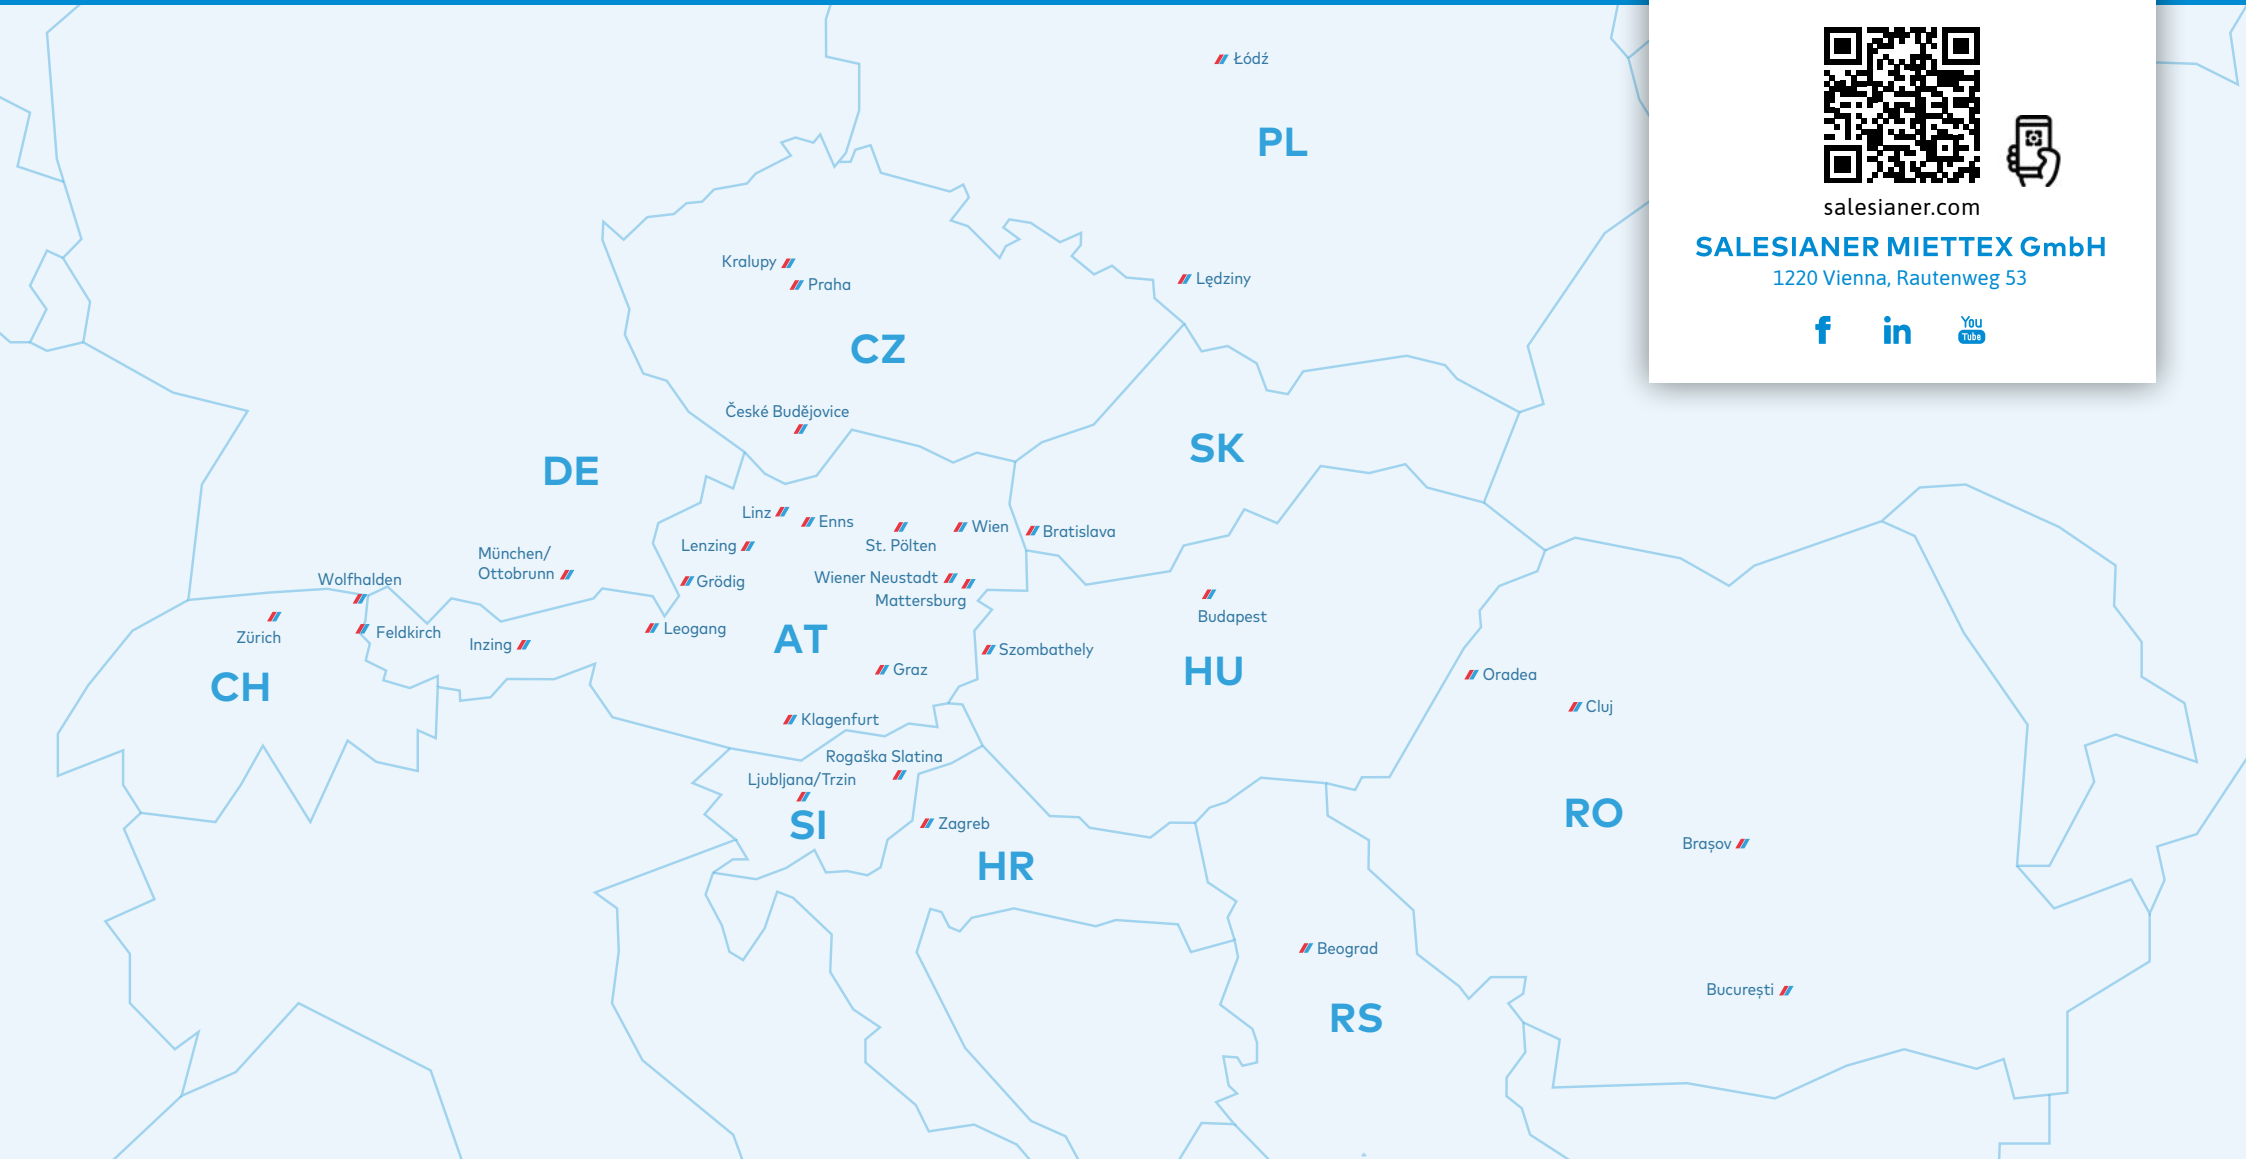 Łódź
PL
salesianer.com
SALESIANER MIETTEX GmbH
1220 Vienna, Rautenweg 53
f
in
You
Tube
Kralupy
Praha
Lędziny
CZ
České Budějovice
SK
DE
Linz
Enns
Wien
Bratislava
Lenzing
St. Pölten
München/
Ottobrunn
Wolfhalden
Grödig
Wiener Neustadt
Mattersburg
Budapest
Zürich
Feldkirch
Inzing
Leogang
AT
Szombathely
Graz
HU
Oradea
CH
Cluj
Klagenfurt
Rogaška Slatina
Ljubljana/Trzin
SI
Zagreb
RO
HR
Brașov
Beograd
București
RS